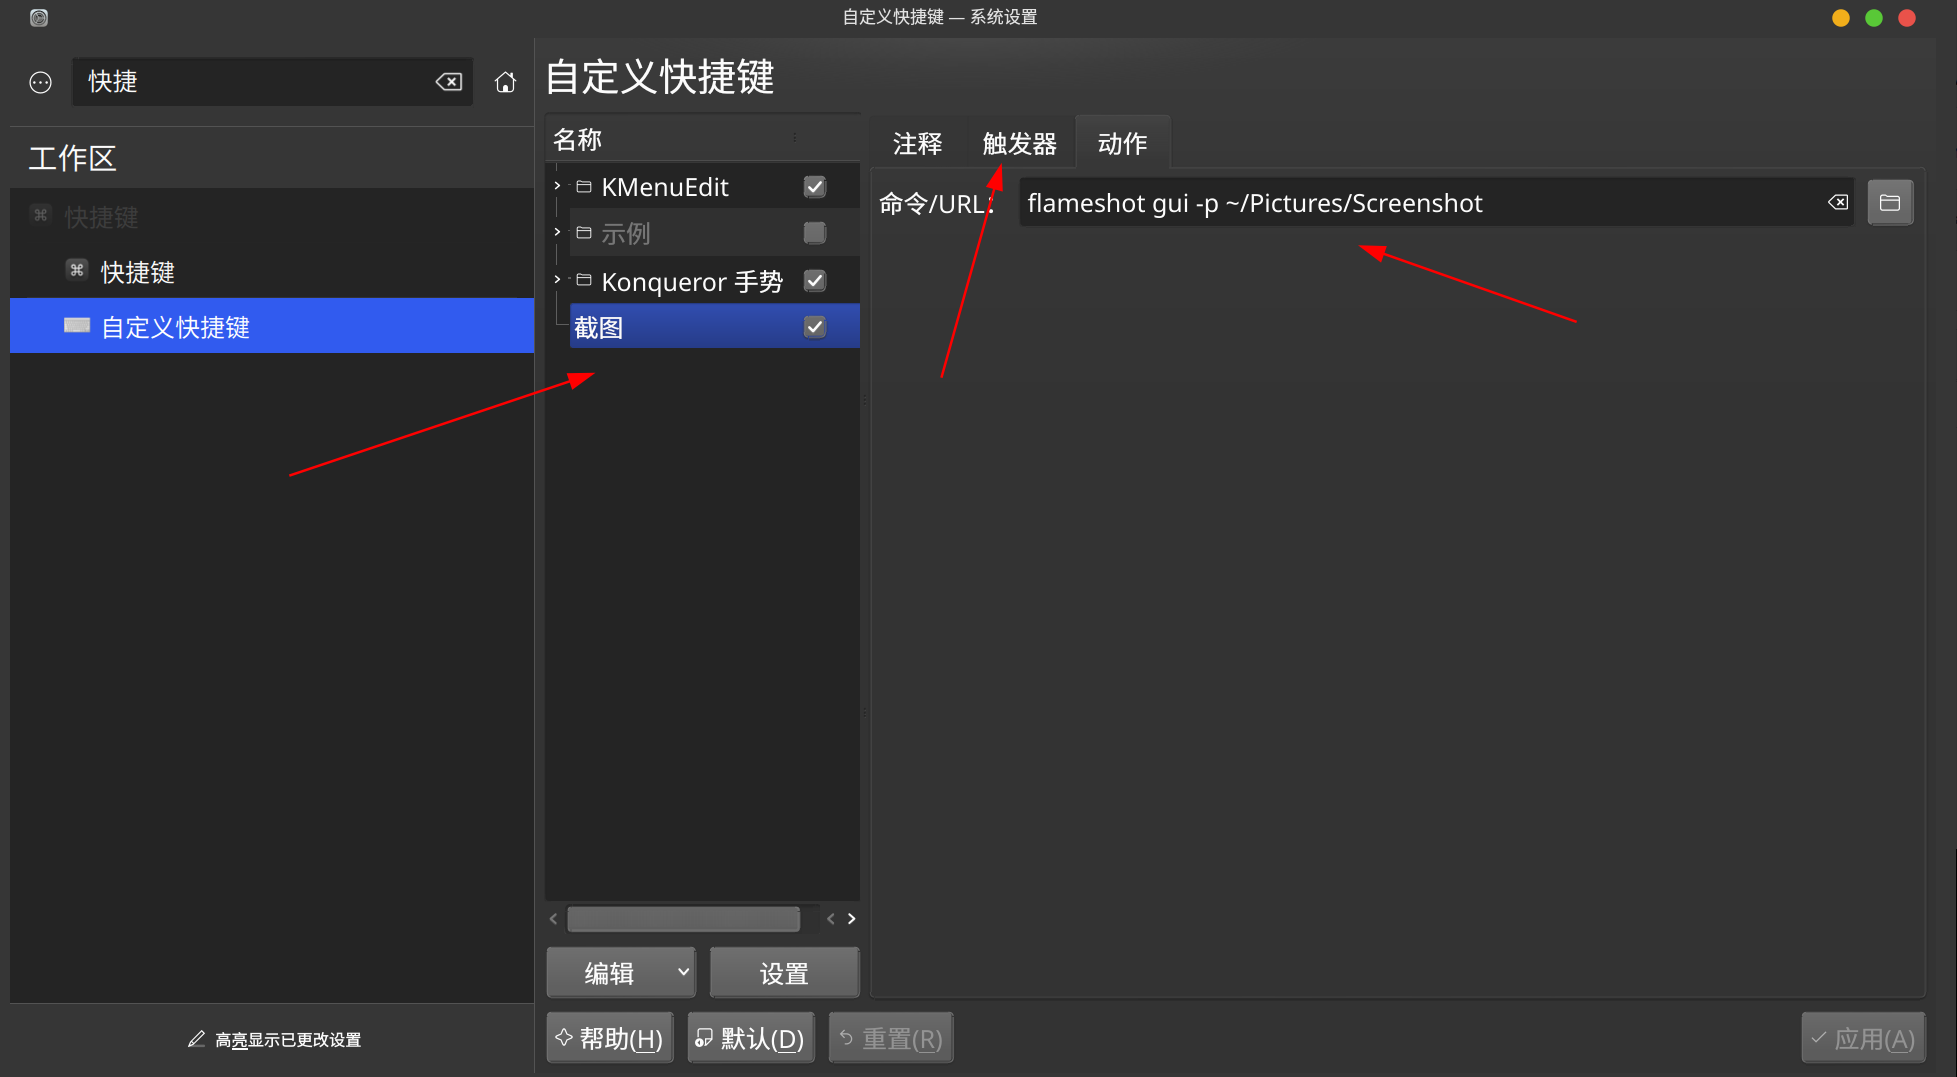 自定义快捷键 — 系统设置
快捷
工作区
快捷键
快捷键
自定义快捷键
高亮显示已更改设置
自定义快捷键
名称
KMenuEdit
示例
Konqueror 手势
截图
编辑
设置
注释 触发器 动作
命令/URL:
flameshot gui -p ~/Pictures/Screenshot
帮助(H) 默认(D) 重置(R) 应用(A)